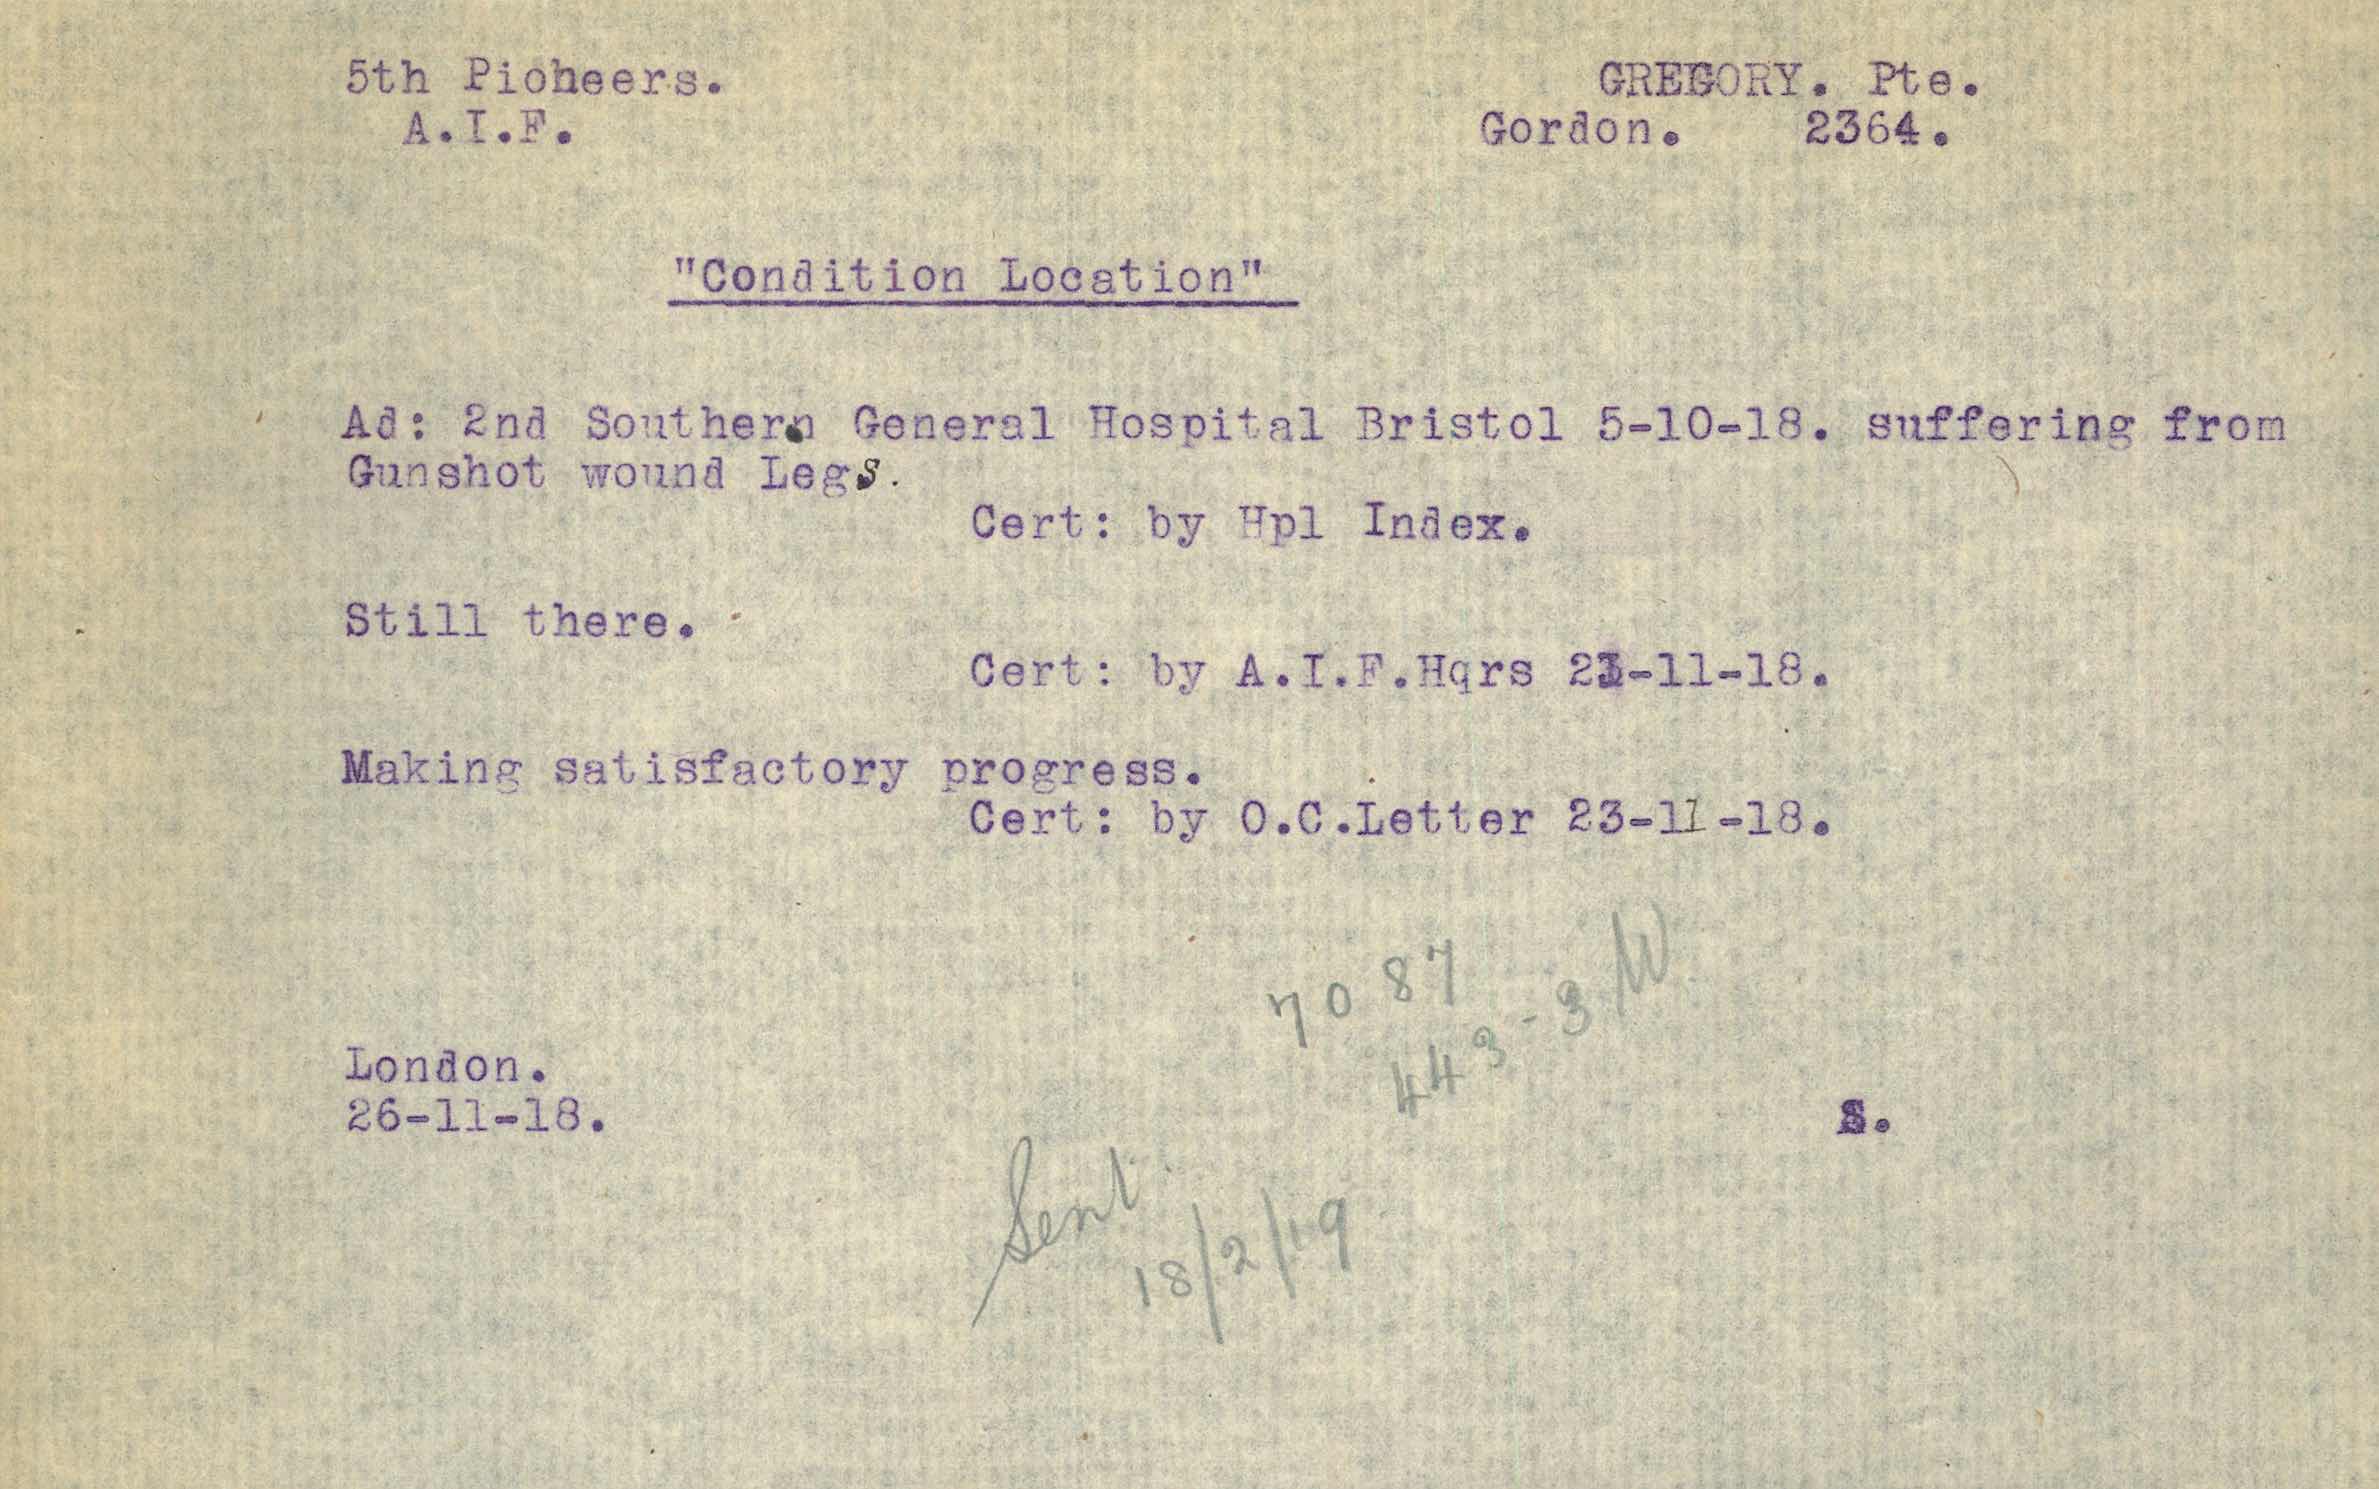 5th Pioneers.
A.I.F.
GREGORY. Pte.
Gordon. 2364.
"Condition Location"
Ad: 2nd Southern General Hospital Bristol 5-10-18. suffering from
Gunshot wound Legs.
Cert: by Hpl Index.
Still there.
Cert: by A.I.F.Hqrs 21-11-18.
Making satisfactory progress.
Cert: by O.C.Letter 23-11-18.
7087
443-3 W
London.
26-11-18.
S.
Sent.
18/2/19